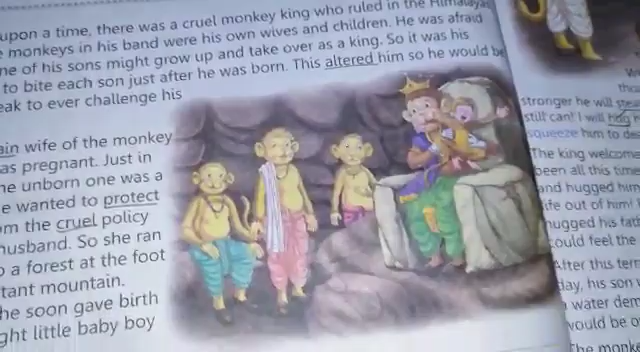 upon a time, there was a cruel monkey king who ruled in the Himalayas
monkeys in his band were his own wives and children. He was afraid
ne of his sons might grow up and take over as a king. So it was his
to bite each son just after he was born. This altered him so he would be
eak to ever challenge his
ain wife of the monkey
as pregnant. Just in
ne unborn one was a
e wanted to protect
m the cruel policy
husband. So she ran
o a forest at the foot
tant mountain.
he soon gave birth
ght little baby boy
We
tho
stronger he will
still can! I will hug h
squeeze him to de
The king welcome
been all this time
and hugged him
ife out of him!
hugged his fat
could feel the
After this terr
day, his son
a water dem
would be o
The monke